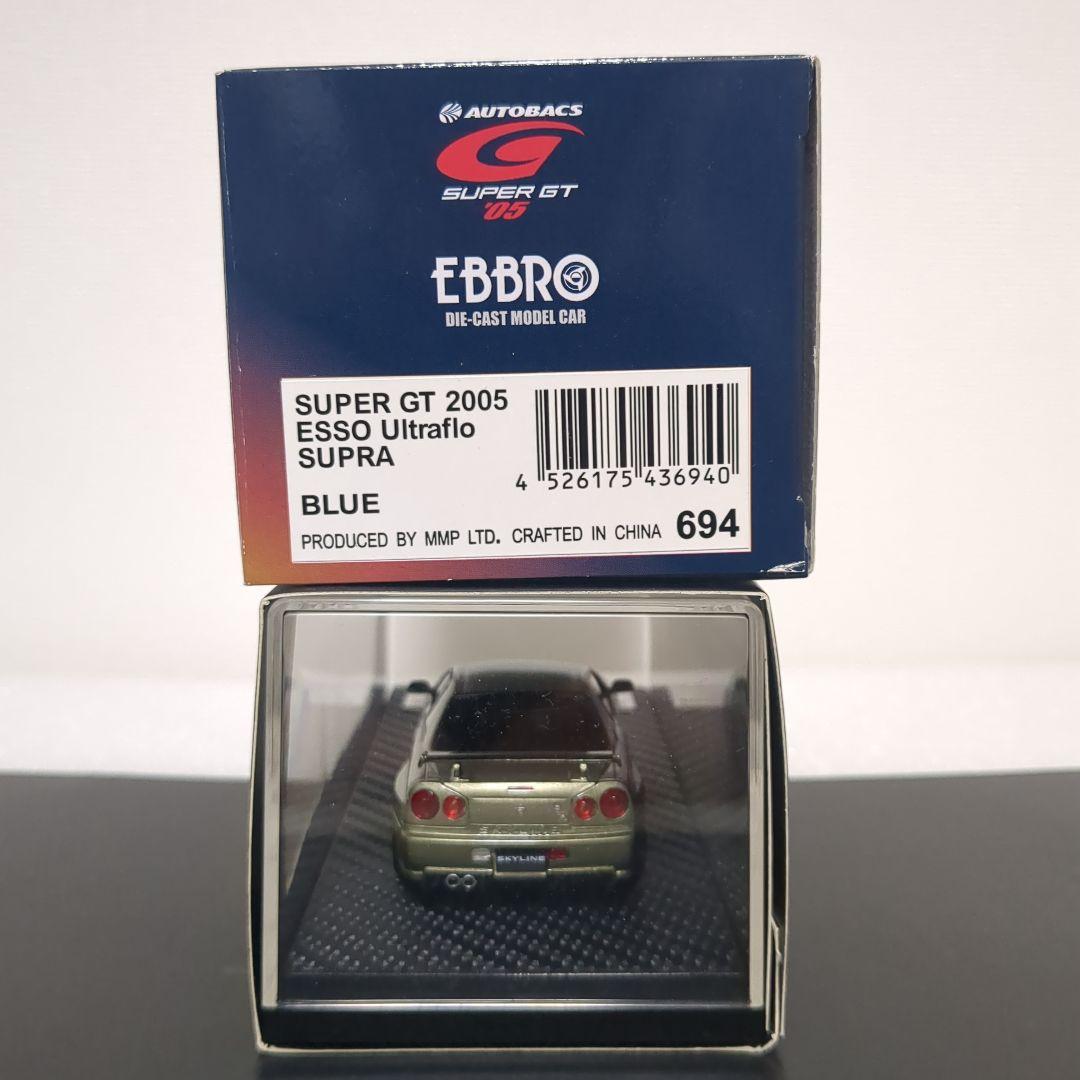 AUTOBACS
SUPER GT
'05
EBBRO
DIE-CAST MODEL CAR
SUPER GT 2005
ESSO Ultraflo
SUPRA
BLUE
4 526175 436940
PRODUCED BY MMP LTD. CRAFTED IN CHINA 694
SKYLINE
SKYLINE